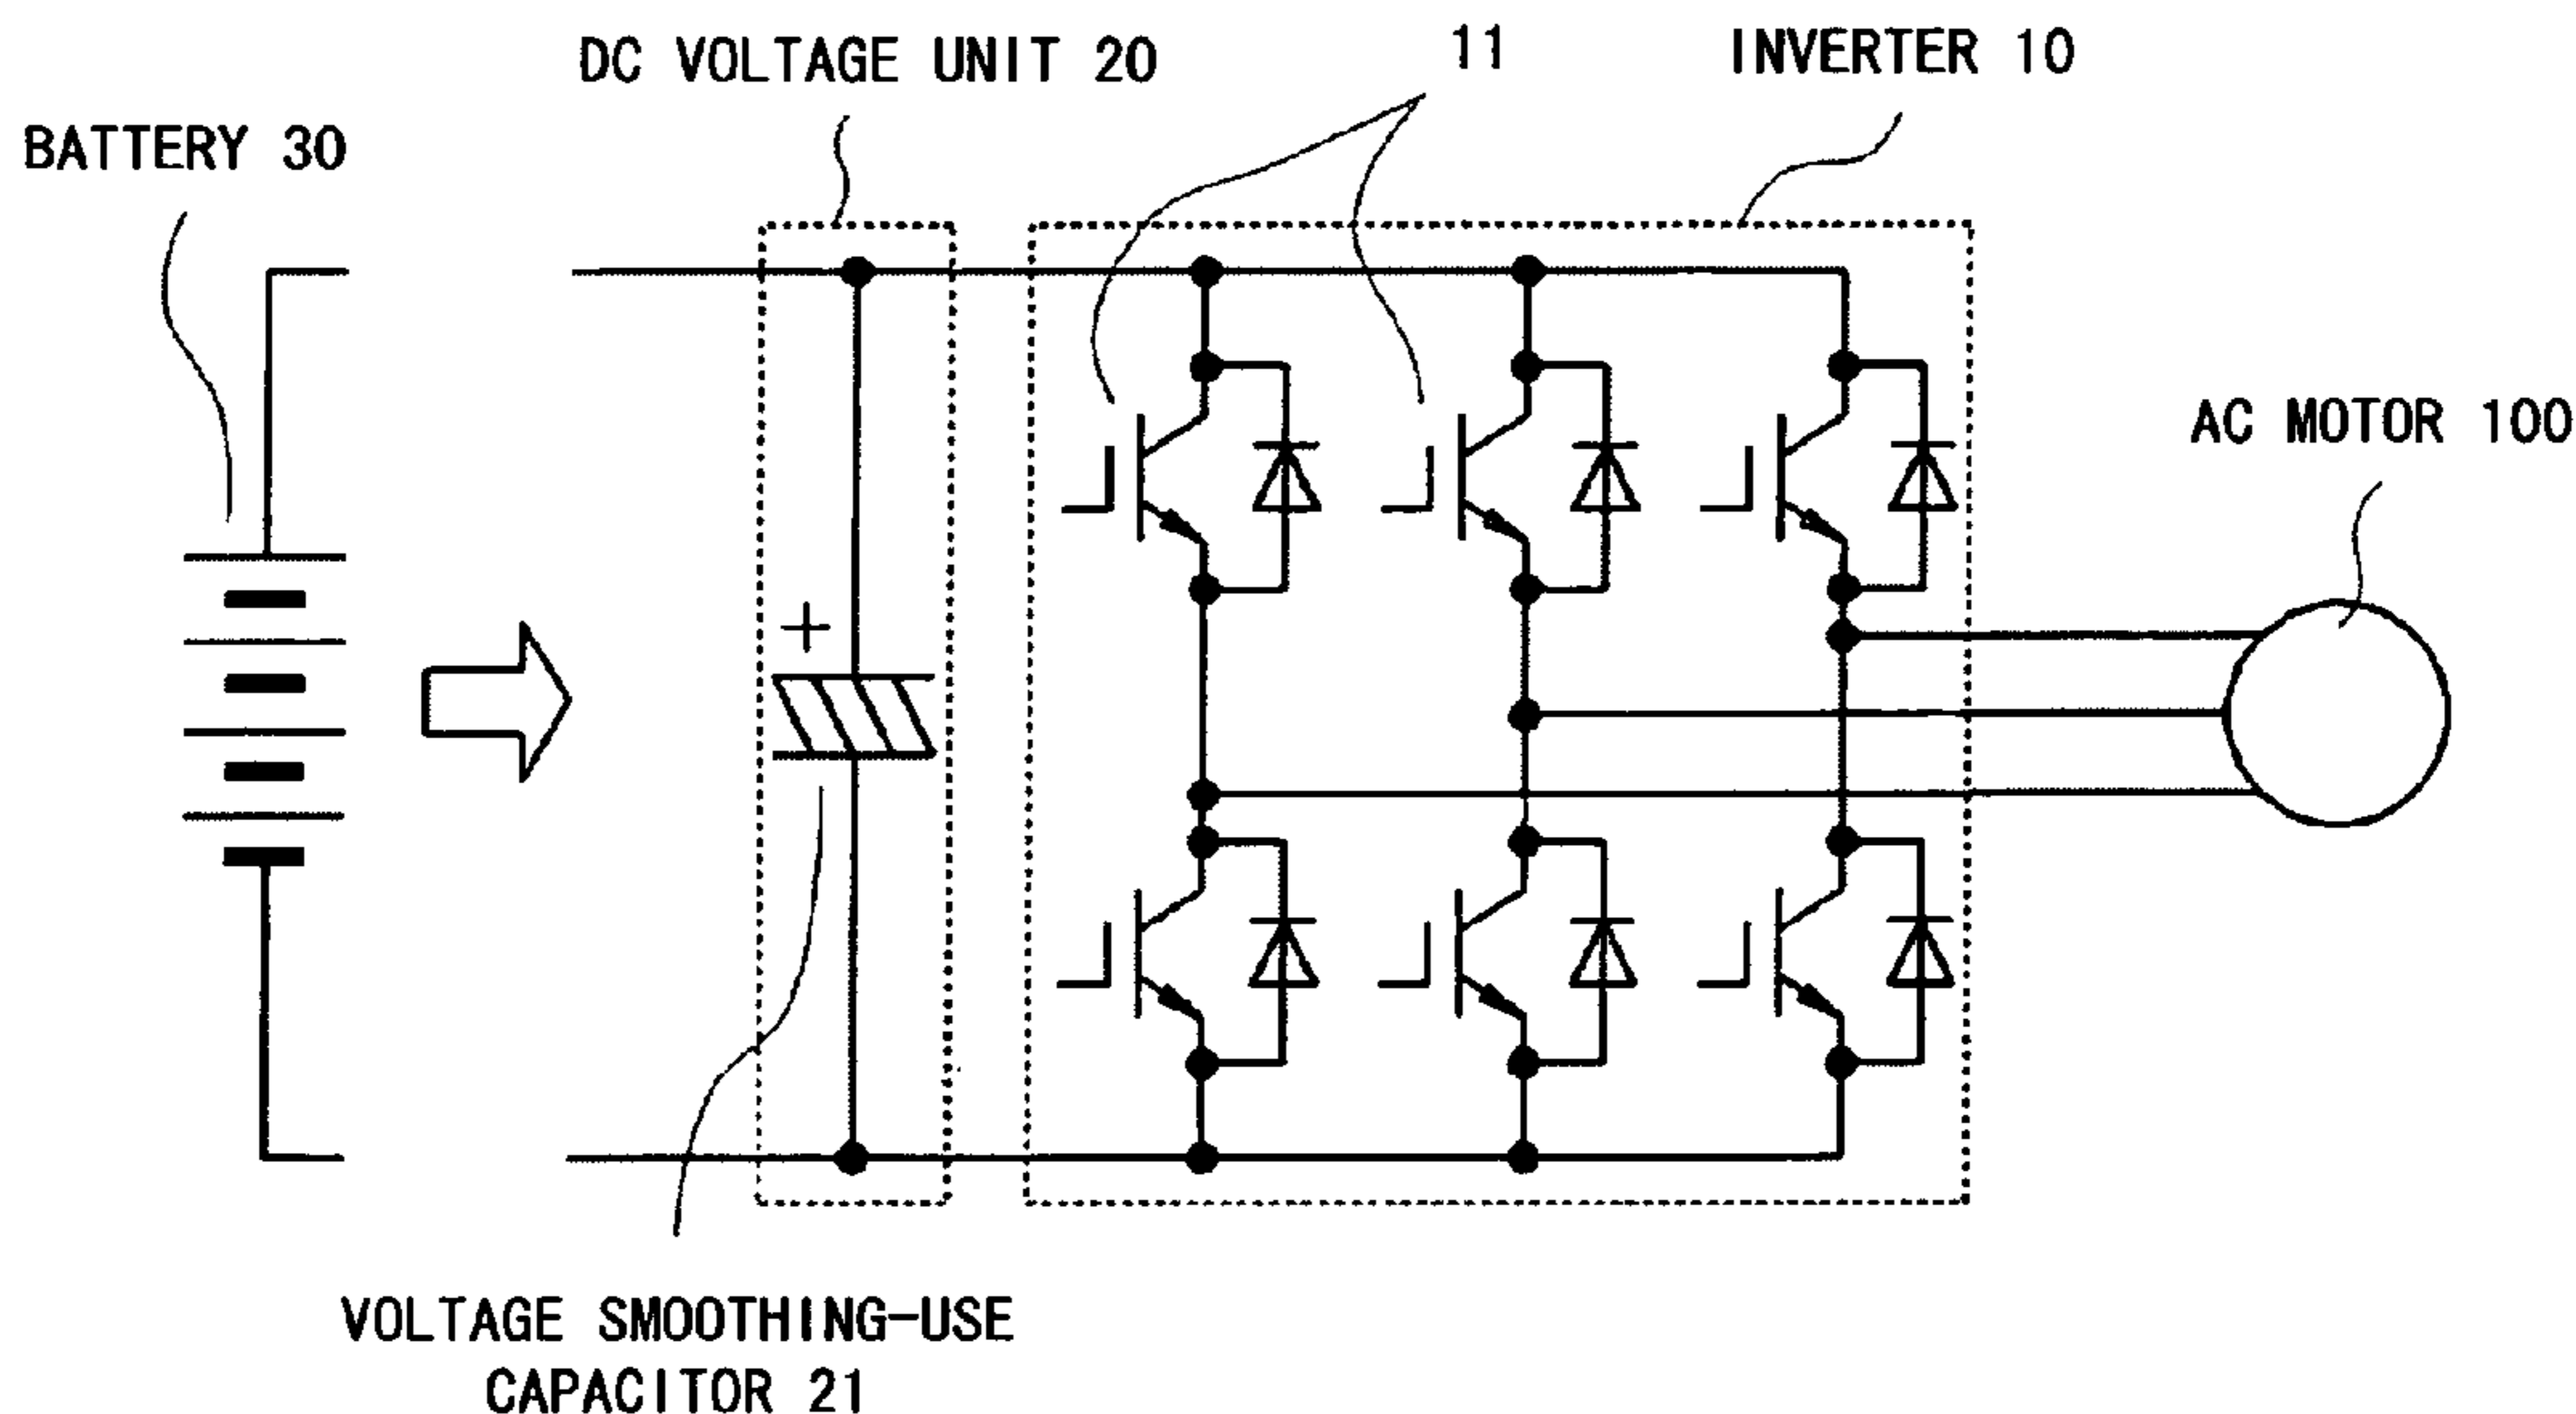 DC VOLTAGE UNIT 20
11
INVERTER 10
BATTERY 30
AC MOTOR 100
+
VOLTAGE SMOOTHING-USE
CAPACITOR 21